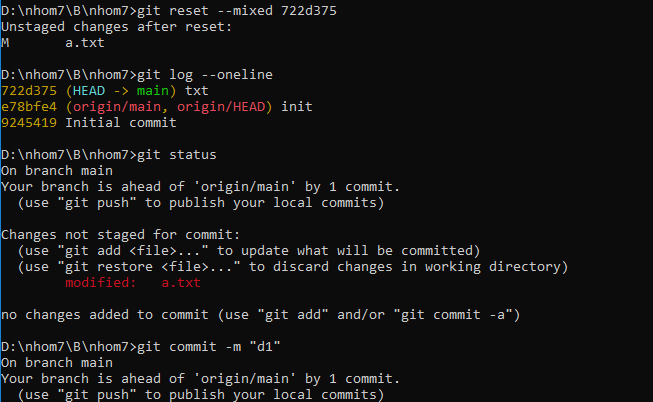 D:\nhom7\B\nhom7>git reset --mixed 722d375
Unstaged changes after reset:
M       a.txt
D:\nhom7\B\nhom7>git log --oneline
722d375 (HEAD -> main) txt
e78bfe4 (origin/main, origin/HEAD) init
9245419 Initial commit
D:\nhom7\B\nhom7>git status
On branch main
Your branch is ahead of 'origin/main' by 1 commit.
  (use "git push" to publish your local commits)
Changes not staged for commit:
  (use "git add <file>..." to update what will be committed)
  (use "git restore <file>..." to discard changes in working directory)
        modified:   a.txt
no changes added to commit (use "git add" and/or "git commit -a")
D:\nhom7\B\nhom7>git commit -m "d1"
On branch main
Your branch is ahead of 'origin/main' by 1 commit.
  (use "git push" to publish your local commits)